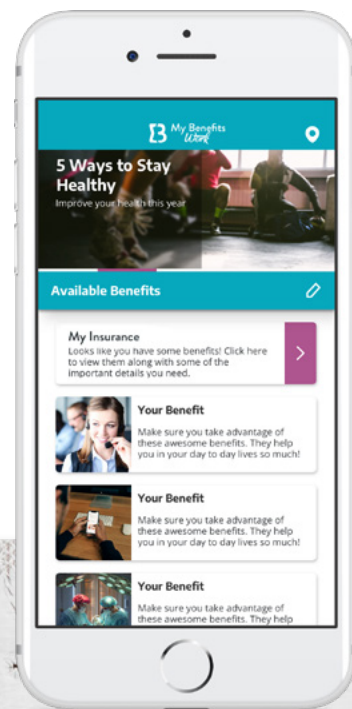 My Benefits
Work
5 Ways to Stay
Healthy
Improve your health this year
Available Benefits
My Insurance
Looks like you have some benefits! Click here
to view them along with some of the
important details you need.
Your Benefit
Make sure you take advantage of
these awesome benefits. They help
you in your day to day lives so much!
Your Benefit
Make sure you take advantage of
these awesome benefits. They help
you in your day to day lives so much!
Your Benefit
Make sure you take advantage of
these awesome benefits. They help